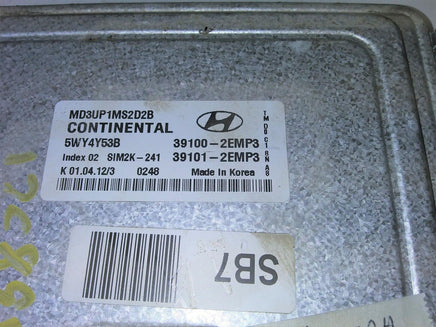 MD3UP1MS2D2B
CONTINENTAL
5WY4Y53B 39100-2EMP3
Index 02 SIM2K-241 39101-2EMP3
K 01.04.12/3 0248 Made in Korea
SB7